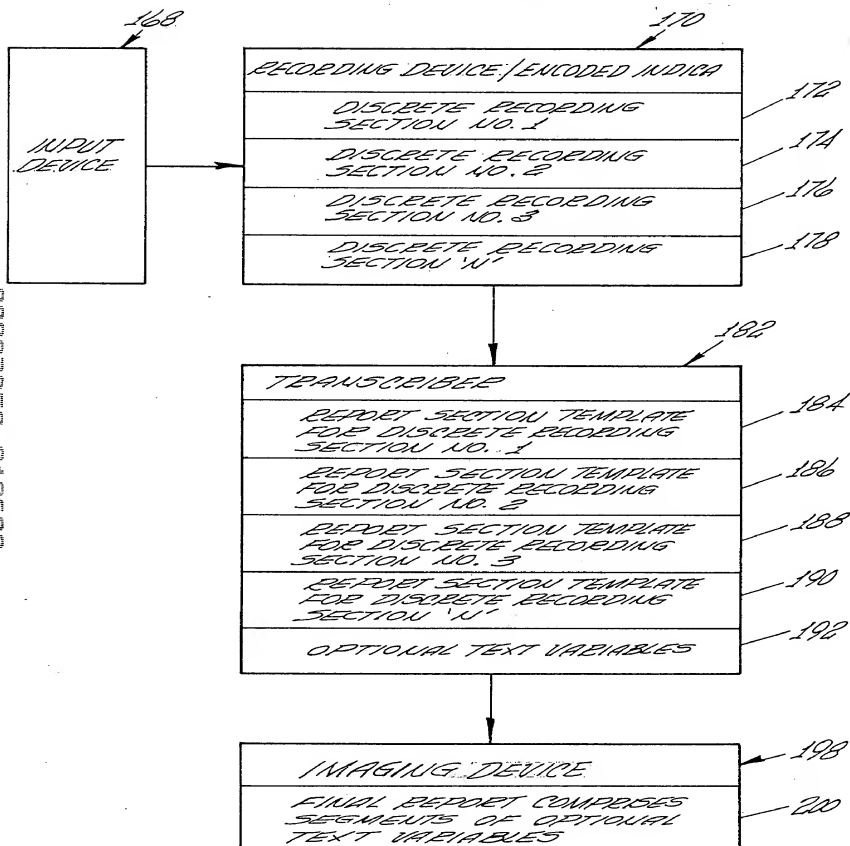 168
170
RECORDING DEVICE/ENCODED INDICA
INPUT
DEVICE
DISCRETE RECORDING
SECTION NO. 1
172
DISCRETE RECORDING
SECTION NO. 2
174
DISCRETE RECORDING
SECTION NO. 3
176
DISCRETE RECORDING
SECTION 'N'
178
182
TRANSCRIBER
REPORT SECTION TEMPLATE
FOR DISCRETE RECORDING
SECTION NO. 1
184
REPORT SECTION TEMPLATE
FOR DISCRETE RECORDING
SECTION NO. 2
186
REPORT SECTION TEMPLATE
FOR DISCRETE RECORDING
SECTION NO. 3
188
REPORT SECTION TEMPLATE
FOR DISCRETE RECORDING
SECTION 'N'
190
OPTIONAL TEXT VARIABLES
192
IMAGING DEVICE
198
FINAL REPORT COMPRISES
SEGMENTS OF OPTIONAL
TEXT VARIABLES
200